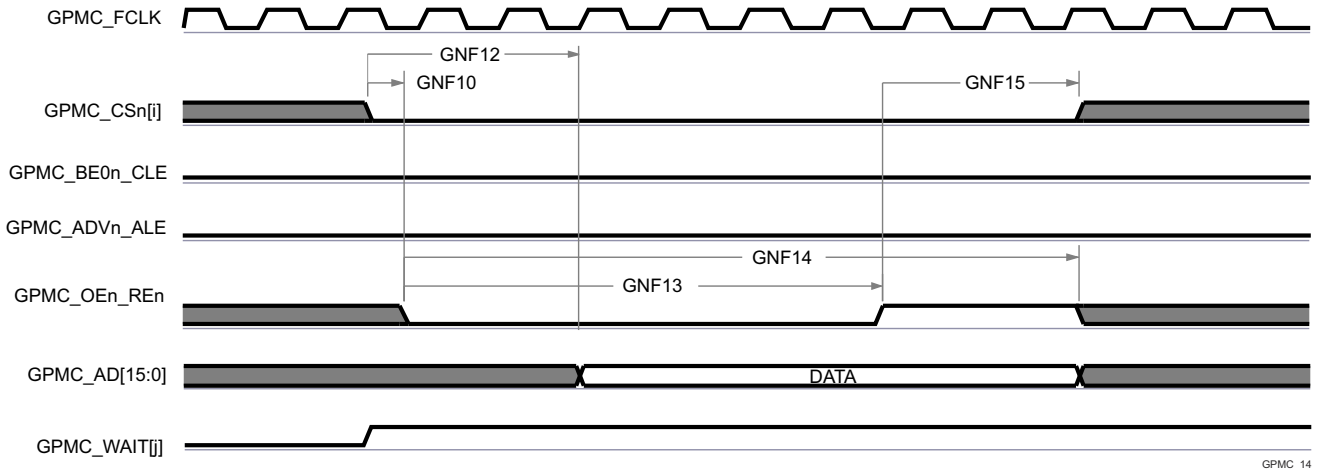 GPMC_FCLK
GNF12
GNF10
GNF15
GPMC_CSn[i]
GPMC_BE0n_CLE
GPMC_ADVn_ALE
GNF14
GNF13
GPMC_OEn_REn
GPMC_AD[15:0]
DATA
GPMC_WAIT[j]
GPMC_14